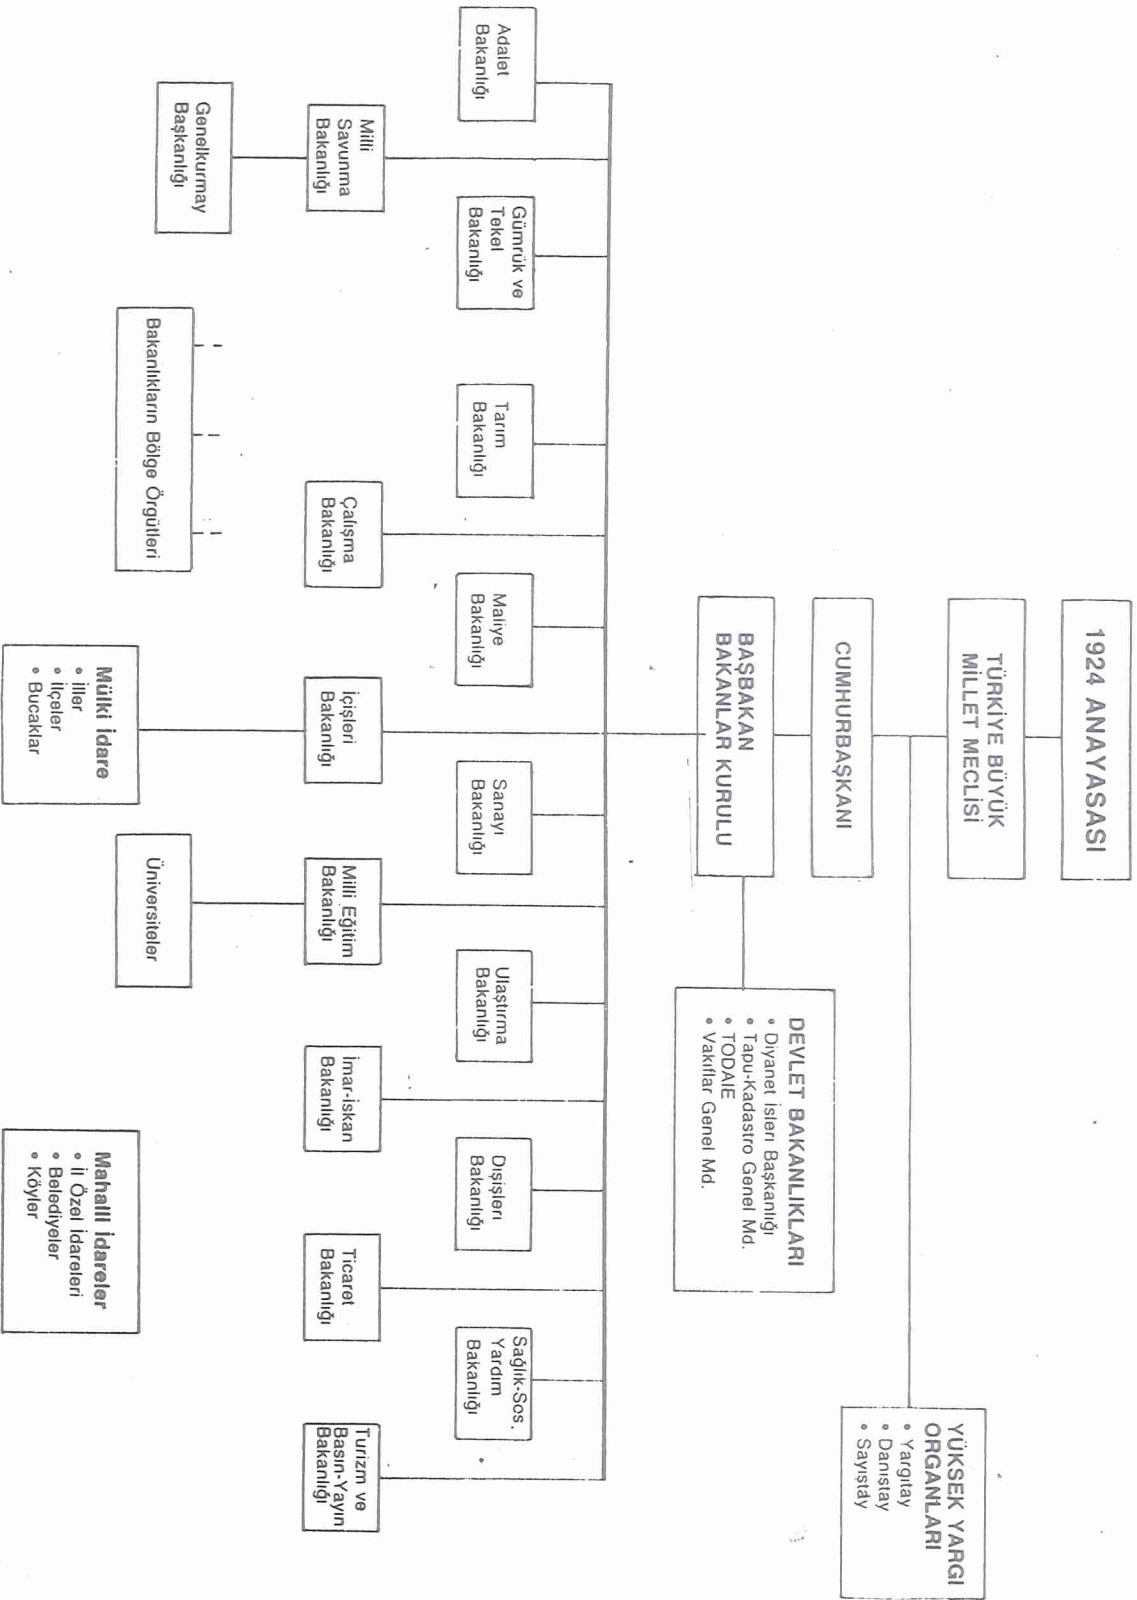 1924 ANAYASASI
TÜRKİYE BÜYÜK
MİLLET MECLİSİ
YÜKSEK YARGI
ORGANLARI
• Yargıtay
• Danıştay
• Sayıştay
CUMHURBAŞKANI
BAŞBAKAN
BAKANLAR KURULU
DEVLET BAKANLIKLARI
• Diyanet İsleri Başkanlığı
• Tapu-Kadastro Genel Md.
• TODAİE
• Vakıflar Genel Md.
Adalet
Bakanlığı
Gümrük ve
Tekel
Bakanlığı
Tarım
Bakanlığı
Maliye
Bakanlığı
Sanayi
Bakanlığı
Ulaştırma
Bakanlığı
Dışişleri
Bakanlığı
Sağlık-Sos.
Yardım
Bakanlığı
Milli
Savunma
Bakanlığı
Çalışma
Bakanlığı
İçişleri
Bakanlığı
Milli Eğitim
Bakanlığı
İmar-İskan
Bakanlığı
Ticaret
Bakanlığı
Turizm ve
Basın-Yayın
Bakanlığı
Genelkurmay
Başkanlığı
Bakanlıkların Bölge Örgütleri
Üniversiteler
Mülki İdare
• İller
• İlçeler
• Bucaklar
Mahalli İdareler
• İl Özel İdareleri
• Belediyeler
• Köyler